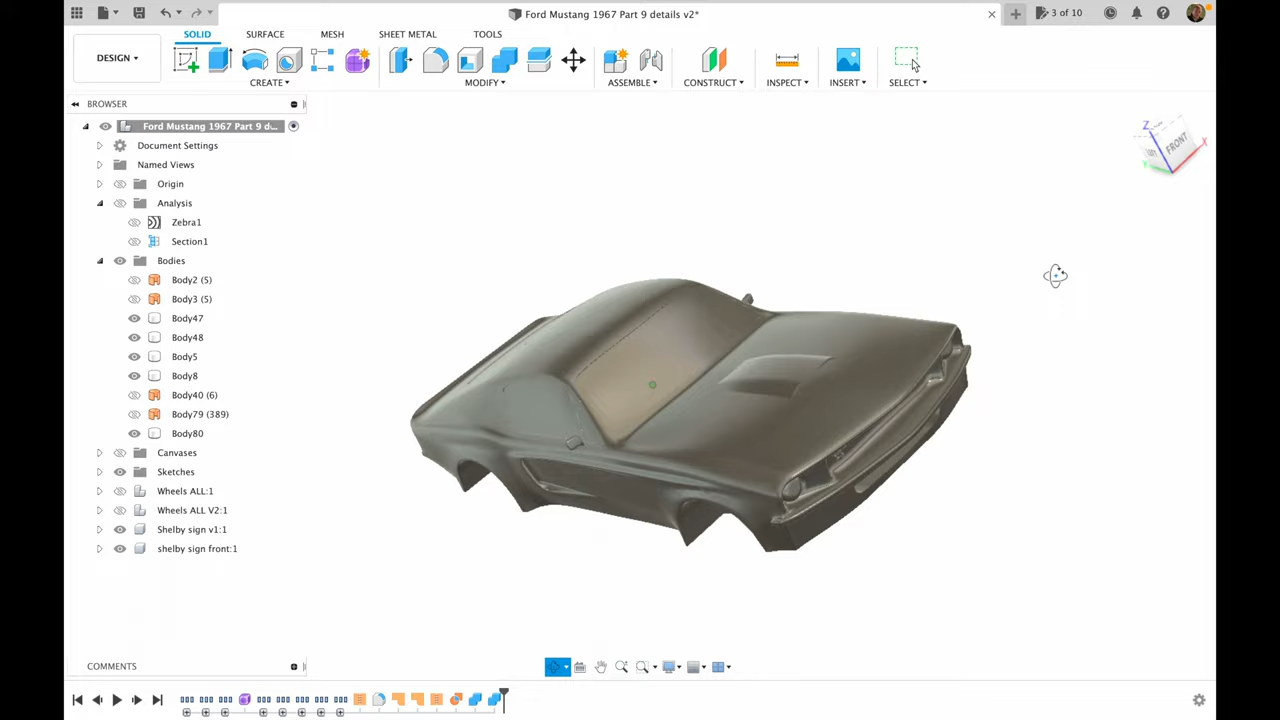 Ford Mustang 1967 Part 9 details v2*
3 of 10
DESIGN
SOLID
SURFACE
MESH
SHEET METAL
TOOLS
CREATE
MODIFY
ASSEMBLE
CONSTRUCT
INSPECT
INSERT
SELECT
BROWSER
Ford Mustang 1967 Part 9 d...
Document Settings
Named Views
Origin
Analysis
Zebra1
Section1
Bodies
Body2 (5)
Body3 (5)
Body47
Body48
Body5
Body8
Body40 (6)
Body79 (389)
Body80
Canvases
Sketches
Wheels ALL:1
Wheels ALL V2:1
Shelby sign v1:1
shelby sign front:1
Z
FRONT
X
Y
COMMENTS